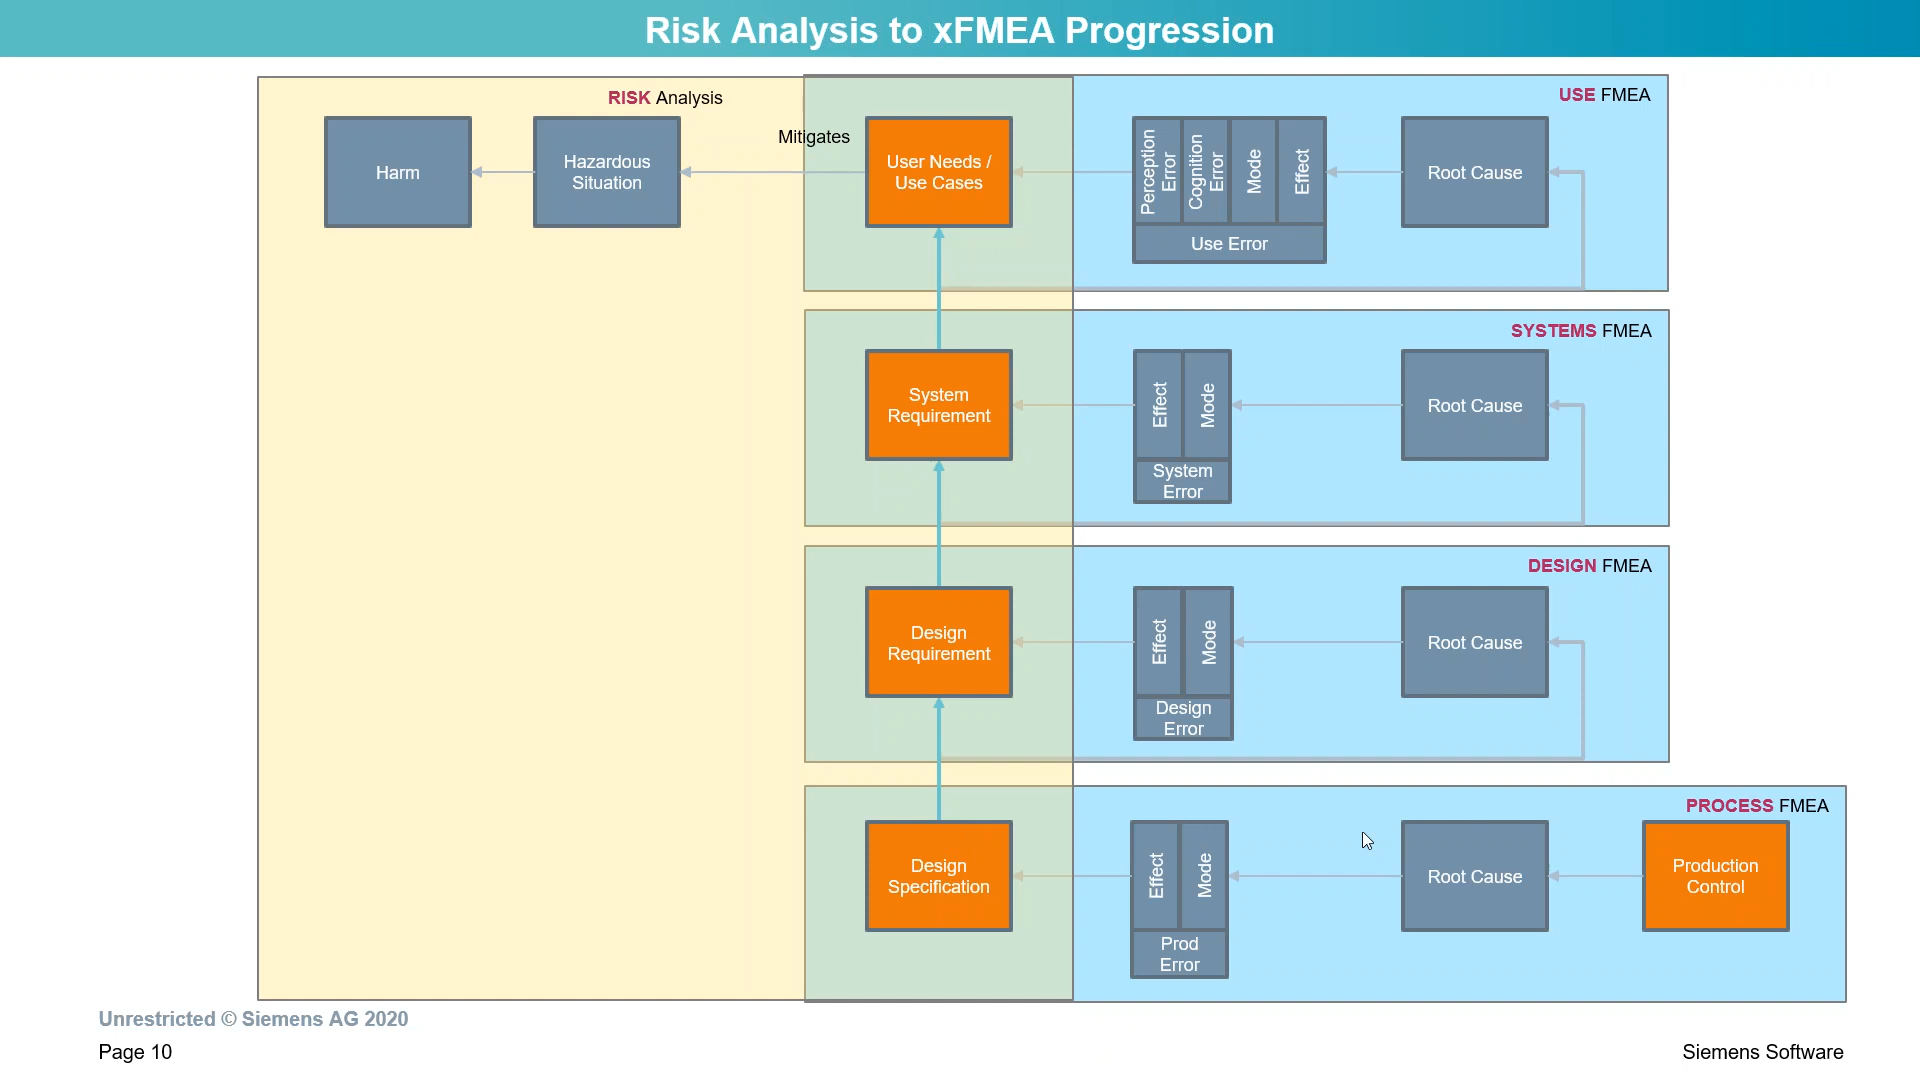 Risk Analysis to xFMEA Progression
RISK Analysis
USE FMEA
Harm
Hazardous
Situation
Mitigates
User Needs /
Use Cases
Perception
Error
Cognition
Error
Mode
Effect
Use Error
Root Cause
SYSTEMS FMEA
System
Requirement
Effect
Mode
System
Error
Root Cause
DESIGN FMEA
Design
Requirement
Effect
Mode
Design
Error
Root Cause
PROCESS FMEA
Design
Specification
Effect
Mode
Prod
Error
Root Cause
Production
Control
Unrestricted © Siemens AG 2020
Page 10
Siemens Software